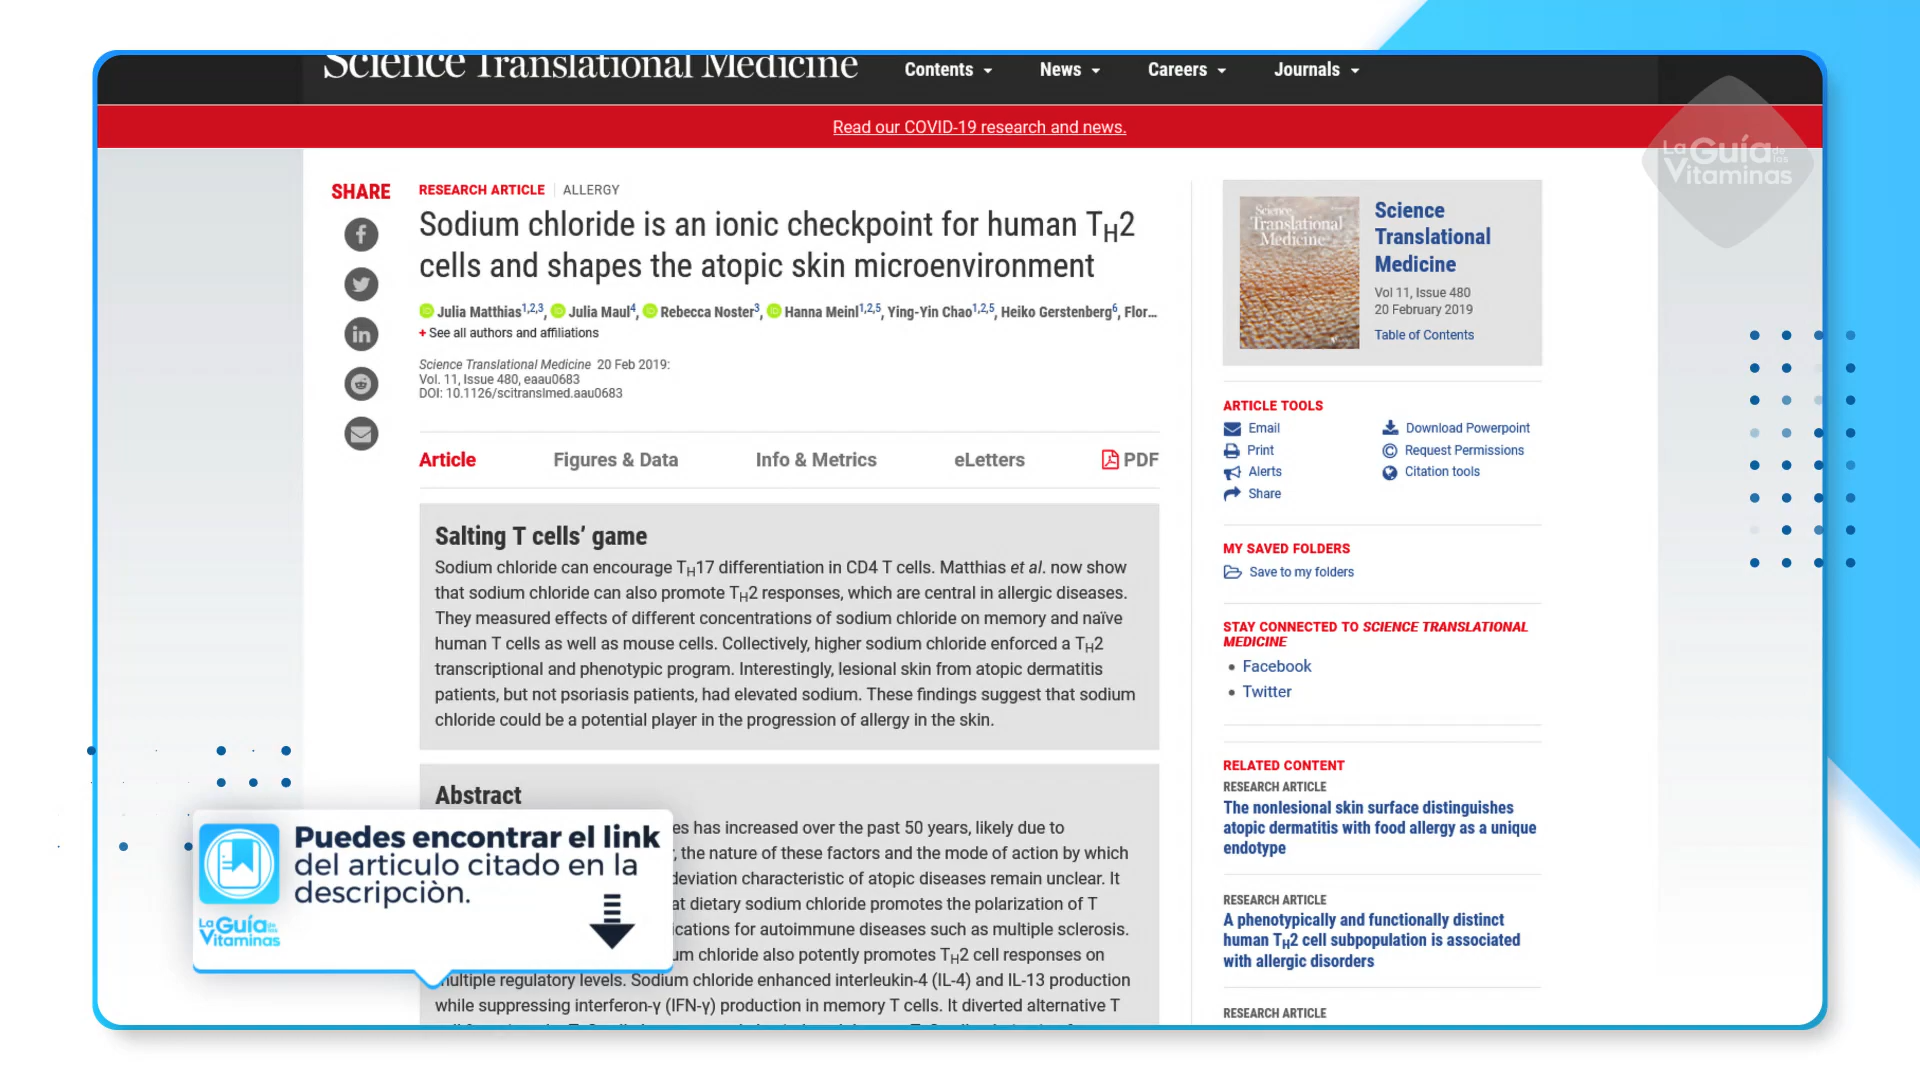 Science Translational Medicine
Contents
News
Careers
Journals
Read our COVID-19 research and news.
La Guía de las
Vitaminas
SHARE
RESEARCH ARTICLE ALLERGY
Sodium chloride is an ionic checkpoint for human TH2
cells and shapes the atopic skin microenvironment
Julia Matthias1,2,3, Julia Maul4, Rebecca Noster3, Hanna Meinl1,2,5, Ying-Yin Chao1,2,5, Heiko Gerstenberg6, Flor...
+ See all authors and affiliations
Science Translational Medicine 20 Feb 2019:
Vol. 11, Issue 480, eaau0683
DOI: 10.1126/scitranslmed.aau0683
Article
Figures & Data
Info & Metrics
eLetters
PDF
Salting T cells’ game
Sodium chloride can encourage TH17 differentiation in CD4 T cells. Matthias et al. now show
that sodium chloride can also promote TH2 responses, which are central in allergic diseases.
They measured effects of different concentrations of sodium chloride on memory and naïve
human T cells as well as mouse cells. Collectively, higher sodium chloride enforced a TH2
transcriptional and phenotypic program. Interestingly, lesional skin from atopic dermatitis
patients, but not psoriasis patients, had elevated sodium. These findings suggest that sodium
chloride could be a potential player in the progression of allergy in the skin.
Abstract
es has increased over the past 50 years, likely due to
, the nature of these factors and the mode of action by which
deviation characteristic of atopic diseases remain unclear. It
at dietary sodium chloride promotes the polarization of T
ications for autoimmune diseases such as multiple sclerosis.
um chloride also potently promotes TH2 cell responses on
multiple regulatory levels. Sodium chloride enhanced interleukin-4 (IL-4) and IL-13 production
while suppressing interferon-γ (IFN-γ) production in memory T cells. It diverted alternative T
Puedes encontrar el link
del articulo citado en la
descripciòn.
La Guía de las
Vitaminas
Science
Translational
Medicine
Science
Translational
Medicine
Vol 11, Issue 480
20 February 2019
Table of Contents
ARTICLE TOOLS
Email
Download Powerpoint
Print
Request Permissions
Alerts
Citation tools
Share
MY SAVED FOLDERS
Save to my folders
STAY CONNECTED TO SCIENCE TRANSLATIONAL
MEDICINE
Facebook
Twitter
RELATED CONTENT
RESEARCH ARTICLE
The nonlesional skin surface distinguishes
atopic dermatitis with food allergy as a unique
endotype
RESEARCH ARTICLE
A phenotypically and functionally distinct
human TH2 cell subpopulation is associated
with allergic disorders
RESEARCH ARTICLE